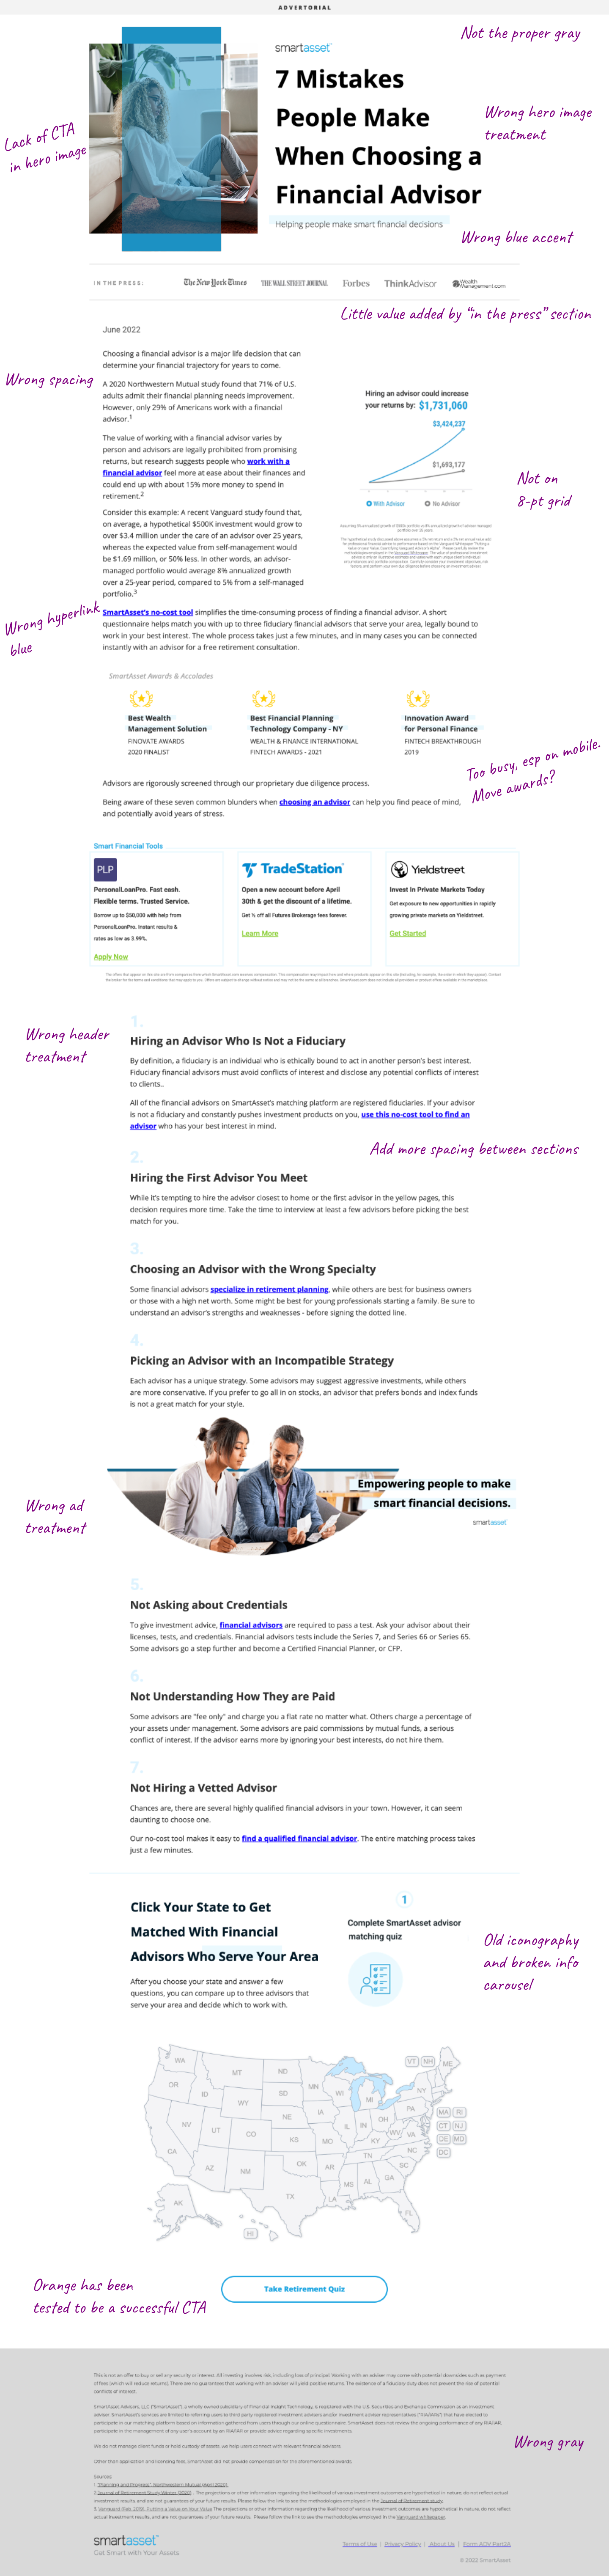 ADVERTORIAL
Not the proper gray
smartasset
7 Mistakes
People Make
When Choosing a
Financial Advisor
Helping people make smart financial decisions
Wrong hero image
treatment
Lack of CTA
in hero image
Wrong blue accent
IN THE PRESS:
The New York Times
THE WALL STREET JOURNAL
Forbes
ThinkAdvisor
Wealth
Management.com
Little value added by “in the press” section
June 2022
Wrong spacing
Choosing a financial advisor is a major life decision that can
determine your financial trajectory for years to come.
A 2020 Northwestern Mutual study found that 71% of U.S.
adults admit their financial planning needs improvement.
However, only 29% of Americans work with a financial
advisor.1
The value of working with a financial advisor varies by
person and advisors are legally prohibited from promising
returns, but research suggests people who work with a
financial advisor feel more at ease about their finances and
could end up with about 15% more money to spend in
retirement.2
Consider this example: A recent Vanguard study found that,
on average, a hypothetical $500K investment would grow to
over $3.4 million under the care of an advisor over 25 years,
whereas the expected value from self-management would
be $1.69 million, or 50% less. In other words, an advisor-
managed portfolio would average 8% annualized growth
over a 25-year period, compared to 5% from a self-managed
portfolio.3
Hiring an advisor could increase
your returns by: $1,731,060
$3,424,237
$1,693,177
With Advisor
No Advisor
Not on
8-pt grid
Wrong hyperlink
blue
SmartAsset's no-cost tool simplifies the time-consuming process of finding a financial advisor. A short
questionnaire helps match you with up to three fiduciary financial advisors that serve your area, legally bound to
work in your best interest. The whole process takes just a few minutes, and in many cases you can be connected
instantly with an advisor for a free retirement consultation.
SmartAsset Awards & Accolades
Best Wealth
Management Solution
FINOVATE AWARDS
2020 FINALIST
Best Financial Planning
Technology Company - NY
WEALTH & FINANCE INTERNATIONAL
FINTECH AWARDS - 2021
Innovation Award
for Personal Finance
FINTECH BREAKTHROUGH
2019
Too busy, esp on mobile.
Move awards?
Advisors are rigorously screened through our proprietary due diligence process.
Being aware of these seven common blunders when choosing an advisor can help you find peace of mind,
and potentially avoid years of stress.
Smart Financial Tools
PLP
PersonalLoanPro. Fast cash.
Flexible terms. Trusted Service.
Borrow up to $50,000 with help from
PersonalLoanPro. Instant results &
rates as low as 3.99%.
Apply Now
TradeStation
Open a new account before April
30th & get the discount of a lifetime.
Get % off all Futures Brokerage fees forever.
Learn More
Yieldstreet
Invest In Private Markets Today
Get exposure to new opportunities in rapidly
growing private markets on Yieldstreet.
Get Started
Wrong header
treatment
1.
Hiring an Advisor Who Is Not a Fiduciary
By definition, a fiduciary is an individual who is ethically bound to act in another person's best interest.
Fiduciary financial advisors must avoid conflicts of interest and disclose any potential conflicts of interest
to clients..
All of the financial advisors on SmartAsset's matching platform are registered fiduciaries. If your advisor
is not a fiduciary and constantly pushes investment products on you, use this no-cost tool to find an
advisor who has your best interest in mind.
Add more spacing between sections
2.
Hiring the First Advisor You Meet
While it's tempting to hire the advisor closest to home or the first advisor in the yellow pages, this
decision requires more time. Take the time to interview at least a few advisors before picking the best
match for you.
3.
Choosing an Advisor with the Wrong Specialty
Some financial advisors specialize in retirement planning, while others are best for business owners
or those with a high net worth. Some might be best for young professionals starting a family. Be sure to
understand an advisor's strengths and weaknesses - before signing the dotted line.
4.
Picking an Advisor with an Incompatible Strategy
Each advisor has a unique strategy. Some advisors may suggest aggressive investments, while others
are more conservative. If you prefer to go all in on stocks, an advisor that prefers bonds and index funds
is not a great match for your style.
Empowering people to make
smart financial decisions.
smartasset
Wrong ad
treatment
5.
Not Asking about Credentials
To give investment advice, financial advisors are required to pass a test. Ask your advisor about their
licenses, tests, and credentials. Financial advisors tests include the Series 7, and Series 66 or Series 65.
Some advisors go a step further and become a Certified Financial Planner, or CFP.
6.
Not Understanding How They are Paid
Some advisors are "fee only" and charge you a flat rate no matter what. Others charge a percentage of
your assets under management. Some advisors are paid commissions by mutual funds, a serious
conflict of interest. If the advisor earns more by ignoring your best interests, do not hire them.
7.
Not Hiring a Vetted Advisor
Chances are, there are several highly qualified financial advisors in your town. However, it can seem
daunting to choose one.
Our no-cost tool makes it easy to find a qualified financial advisor. The entire matching process takes
just a few minutes.
Click Your State to Get
Matched With Financial
Advisors Who Serve Your Area
After you choose your state and answer a few
questions, you can compare up to three advisors that
serve your area and decide which to work with.
1
Complete SmartAsset advisor
matching quiz
Old iconography
and broken info
carousel
WA
OR
ID
MT
ND
MN
WI
MI
VT
NH
ME
NY
WY
SD
IA
NE
NV
UT
CO
KS
MO
IL
IN
OH
PA
MA
RI
CT
NJ
DE
MD
DC
WV
VA
KY
CA
AZ
NM
OK
AR
TN
NC
SC
MS
AL
GA
TX
LA
FL
AK
HI
Take Retirement Quiz
Orange has been
tested to be a successful CTA
Wrong gray
smartasset
Get Smart with Your Assets
Terms of Use | Privacy Policy | About Us | Form ADV Part2A
© 2022 SmartAsset